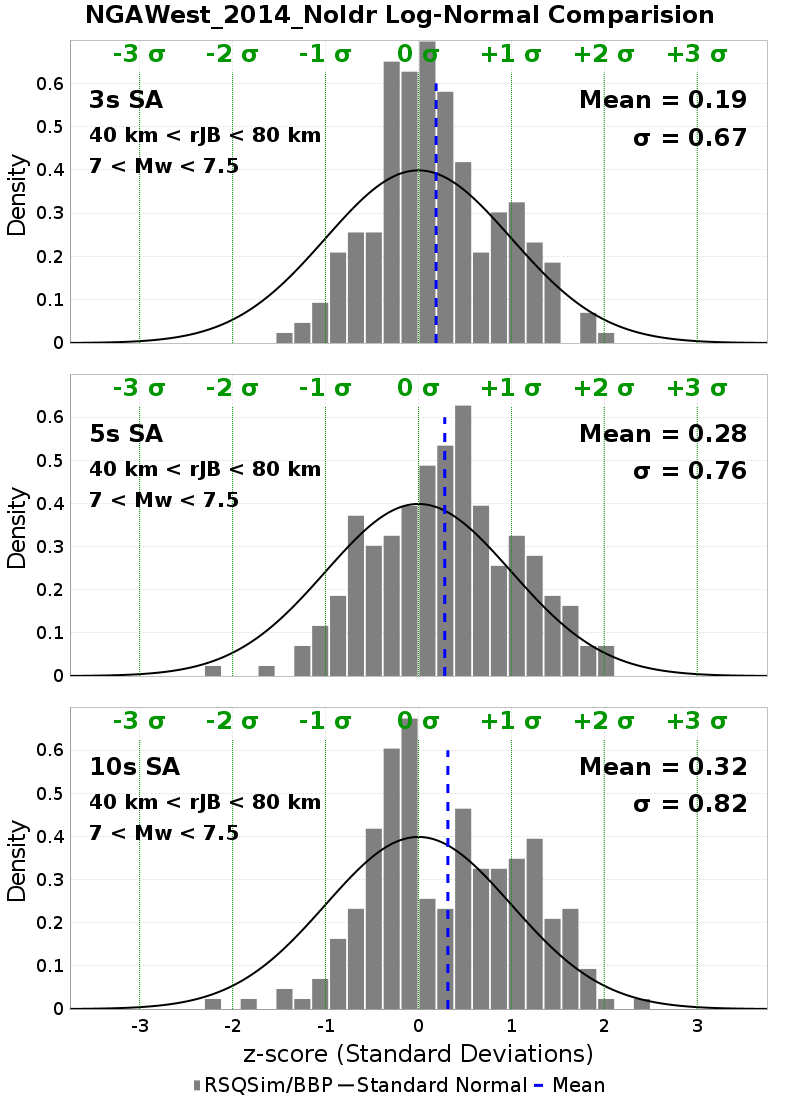 NGAWest_2014_NoIdr Log-Normal Comparision
-3 σ -2 σ -1 σ 0 σ +1 σ +2 σ +3 σ
3s SA
Mean = 0.19
40 km < rJB < 80 km
σ = 0.67
7 < Mw < 7.5
Density
0.6
0.5
0.4
0.3
0.2
0.1
0
-3 σ -2 σ -1 σ 0 σ +1 σ +2 σ +3 σ
5s SA
Mean = 0.28
40 km < rJB < 80 km
σ = 0.76
7 < Mw < 7.5
Density
0.6
0.5
0.4
0.3
0.2
0.1
0
-3 σ -2 σ -1 σ 0 σ +1 σ +2 σ +3 σ
10s SA
Mean = 0.32
40 km < rJB < 80 km
σ = 0.82
7 < Mw < 7.5
Density
0.6
0.5
0.4
0.3
0.2
0.1
0
-3 -2 -1 0 1 2 3
z-score (Standard Deviations)
RSQSim/BBP Standard Normal Mean